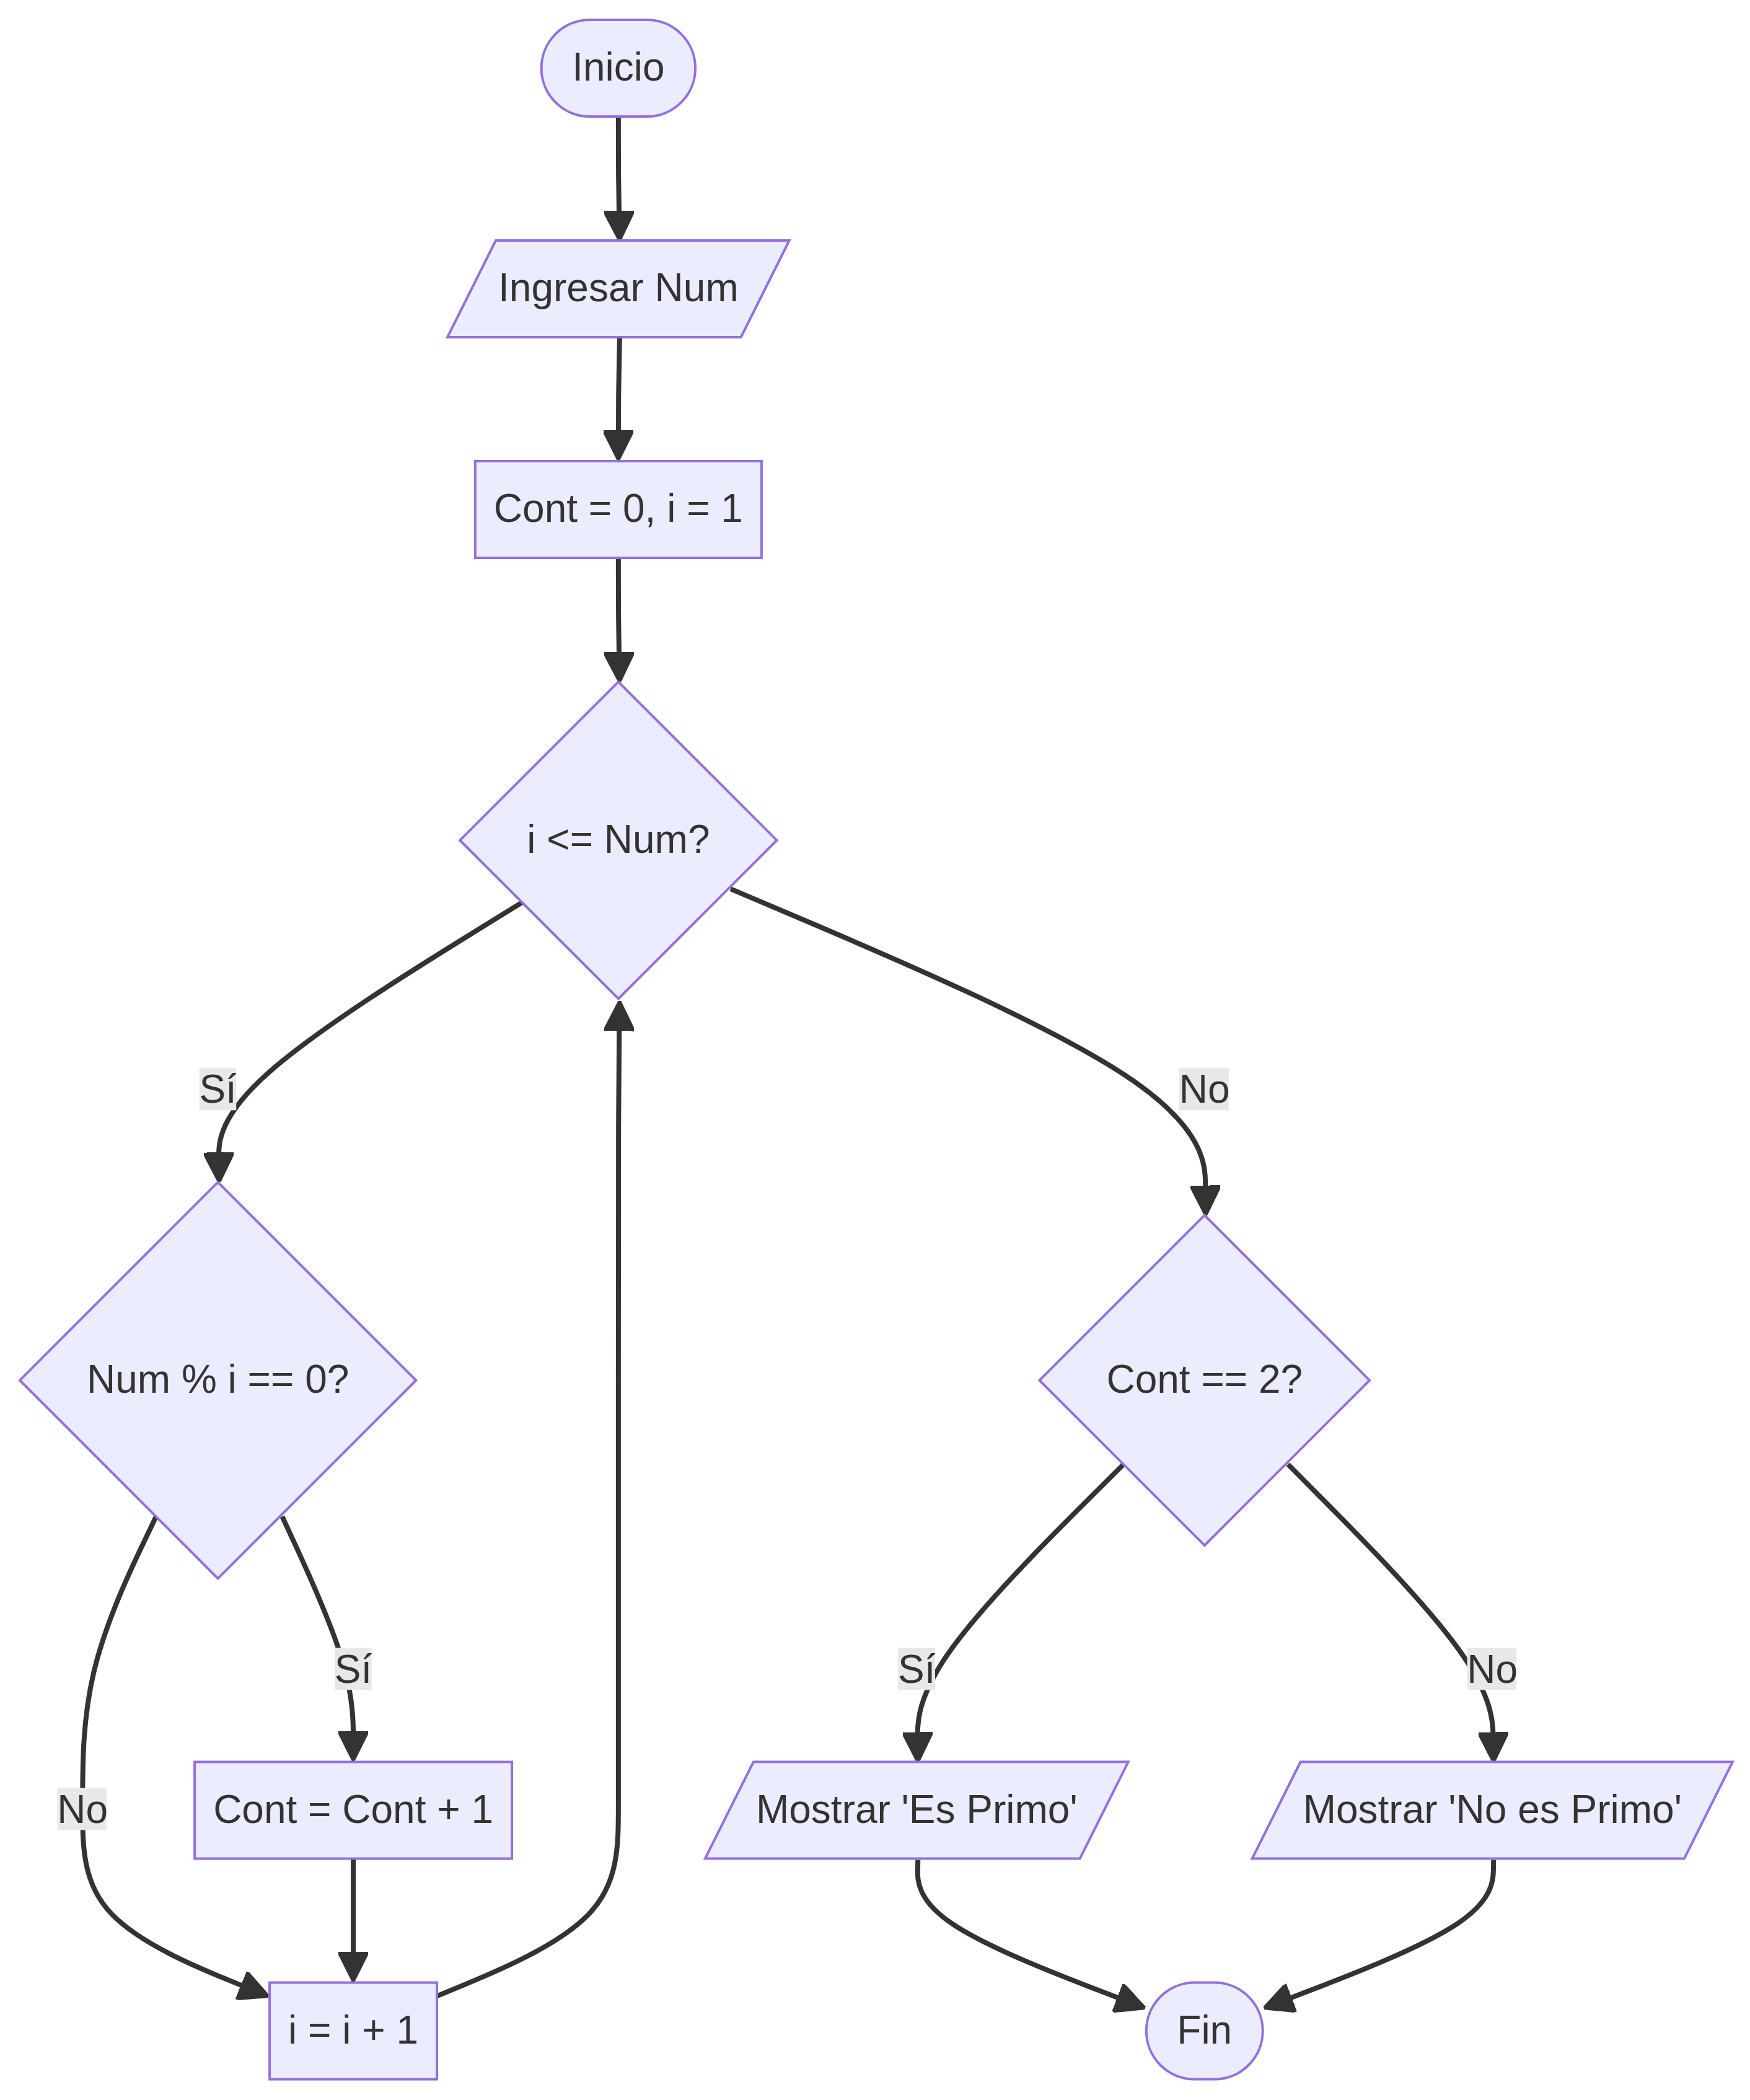 Inicio
Ingresar Num
Cont = 0, i = 1
i <= Num?
Sí
No
Num % i == 0?
Cont == 2?
Sí
Sí
No
No
Cont = Cont + 1
Mostrar 'Es Primo'
Mostrar 'No es Primo'
i = i + 1
Fin